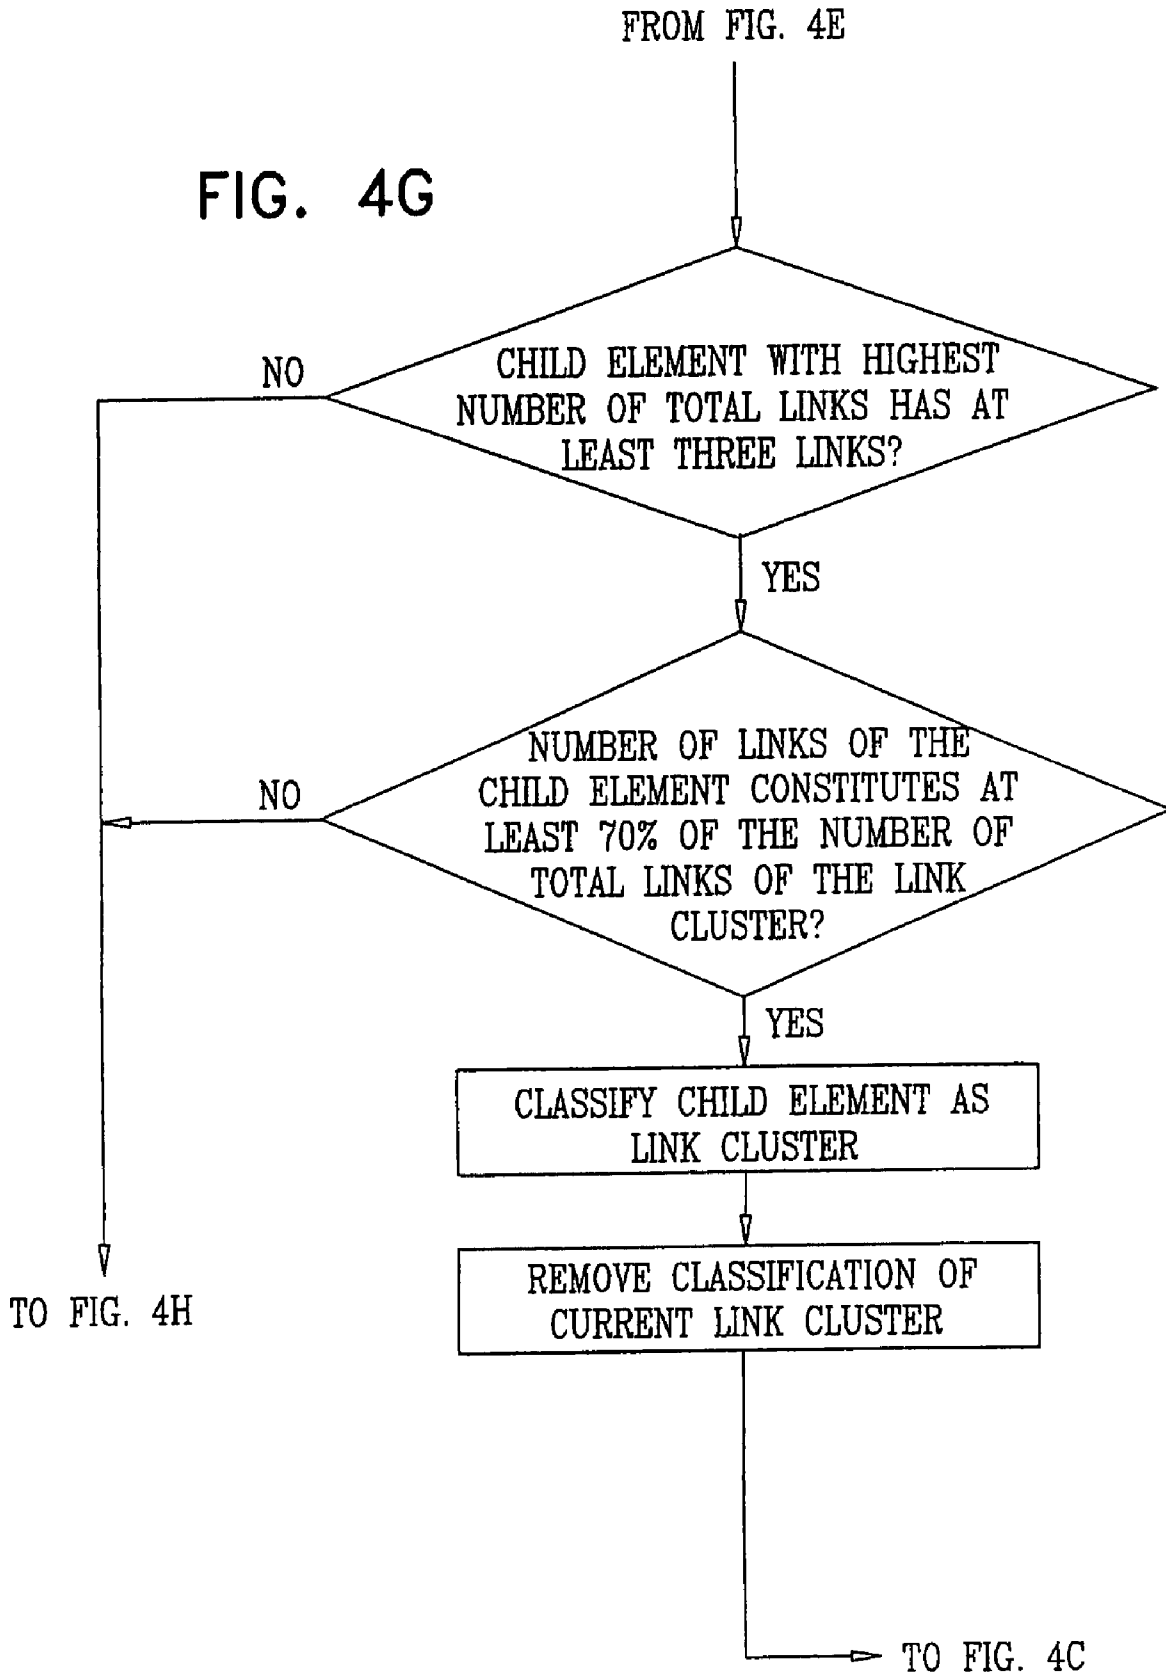 FROM FIG. 4E
FIG. 4G
CHILD ELEMENT WITH HIGHEST
NUMBER OF TOTAL LINKS HAS AT
LEAST THREE LINKS?
NO
YES
NUMBER OF LINKS OF THE
CHILD ELEMENT CONSTITUTES AT
LEAST 70% OF THE NUMBER OF
TOTAL LINKS OF THE LINK
CLUSTER?
NO
YES
CLASSIFY CHILD ELEMENT AS
LINK CLUSTER
REMOVE CLASSIFICATION OF
CURRENT LINK CLUSTER
TO FIG. 4H
TO FIG. 4C